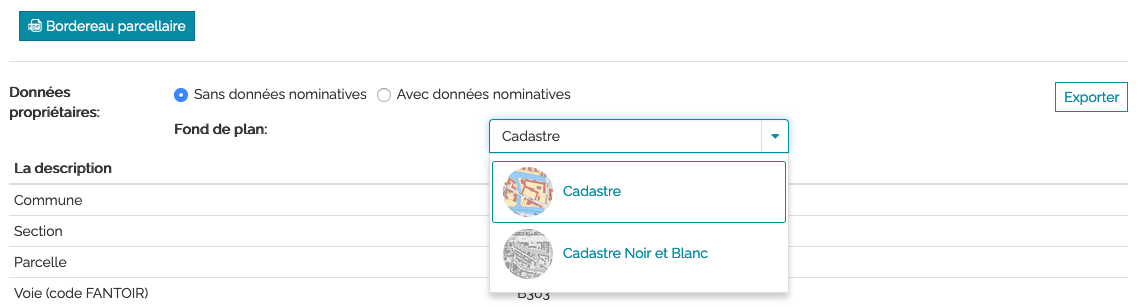 Bordereau parcellaire
Données
propriétaires:
Sans données nominatives Avec données nominatives
Exporter
Fond de plan:
Cadastre
La description
Cadastre
Commune
Section
Cadastre Noir et Blanc
Parcelle
Voie (code FANTOIR) B303